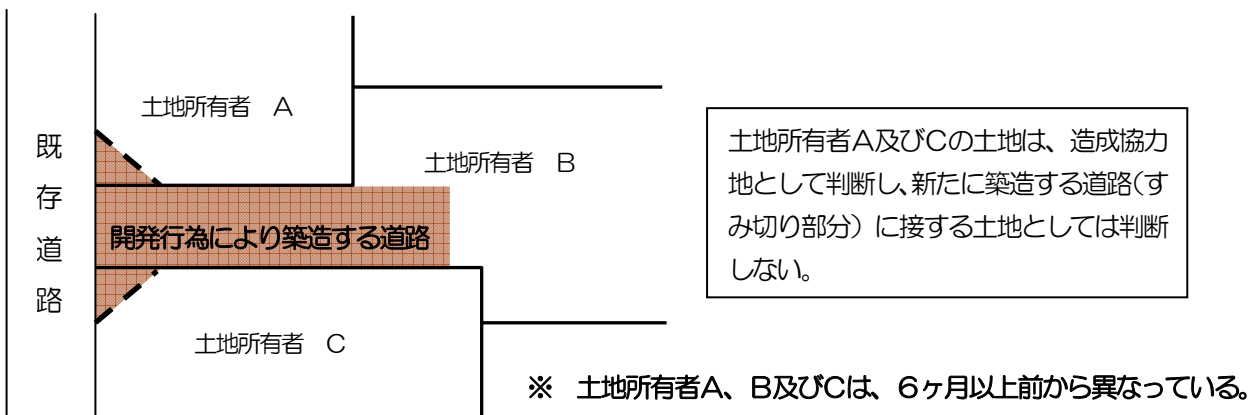 既存道路
土地所有者 A
土地所有者 B
開発行為により築造する道路
土地所有者 C
土地所有者A及びCの土地は、造成協力
地として判断し、新たに築造する道路(す
み切り部分)に接する土地としては判断
しない。
※ 土地所有者A、B及びCは、6ヶ月以上前から異なっている。